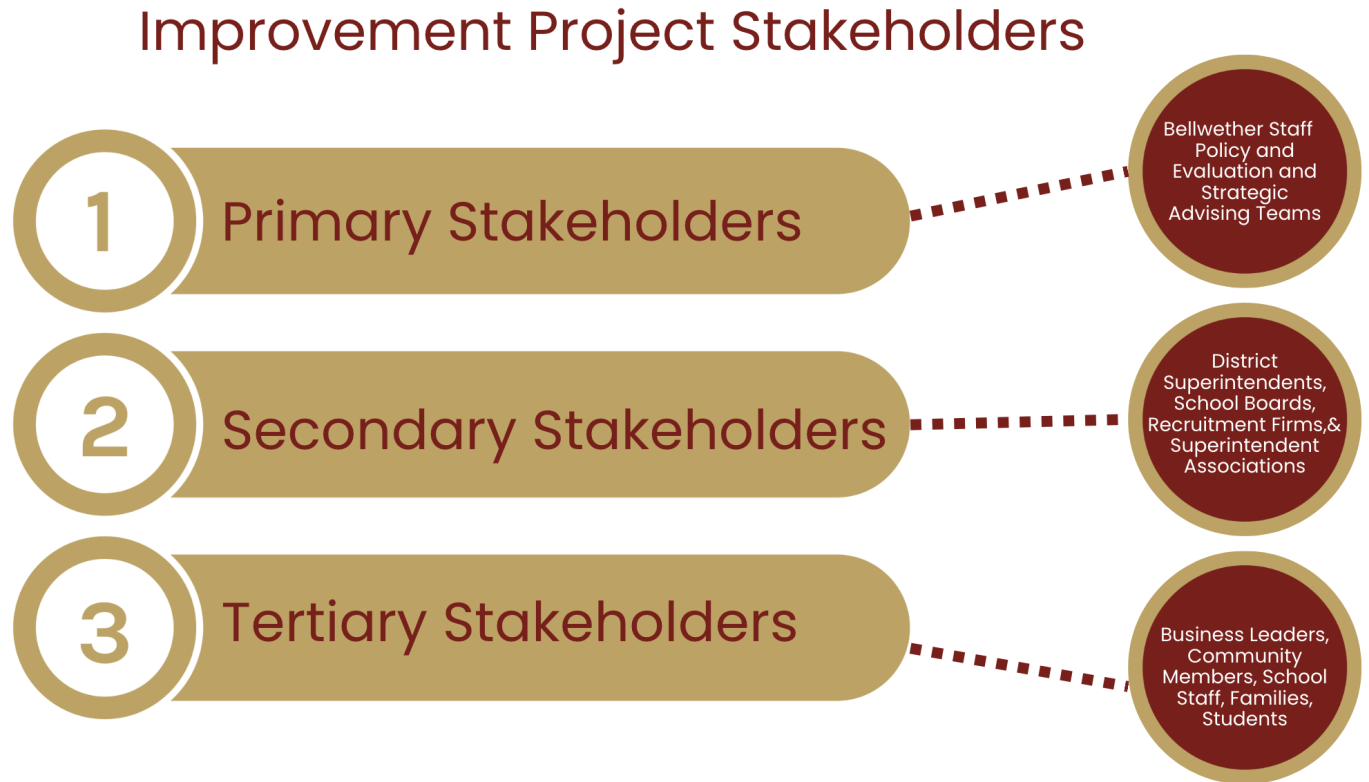 Improvement Project Stakeholders
1
Primary Stakeholders
Bellwether Staff
Policy and
Evaluation and
Strategic
Advising Teams
2
Secondary Stakeholders
District
Superintendents,
School Boards,
Recruitment Firms,&
Superintendent
Associations
3
Tertiary Stakeholders
Business Leaders,
Community
Members, School
Staff, Families,
Students